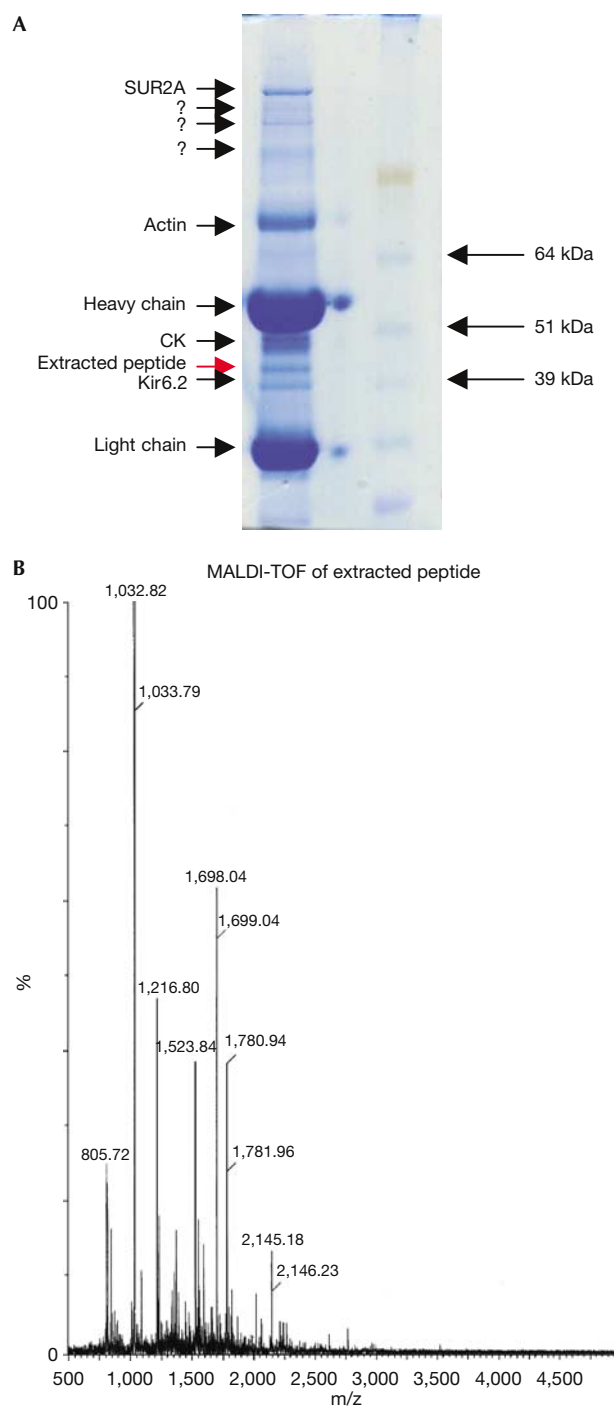 A
SUR2A
?
?
?
Actin
64 kDa
Heavy chain
51 kDa
CK
Extracted peptide
Kir6.2
39 kDa
Light chain
B
MALDI-TOF of extracted peptide
1,032.82
100
1,033.79
1,698.04
1,699.04
%
1,216.80
1,523.84
1,780.94
805.72
1,781.96
2,145.18
2,146.23
0
500 1,000 1,500 2,000 2,500 3,000 3,500 4,000 4,500
m/z